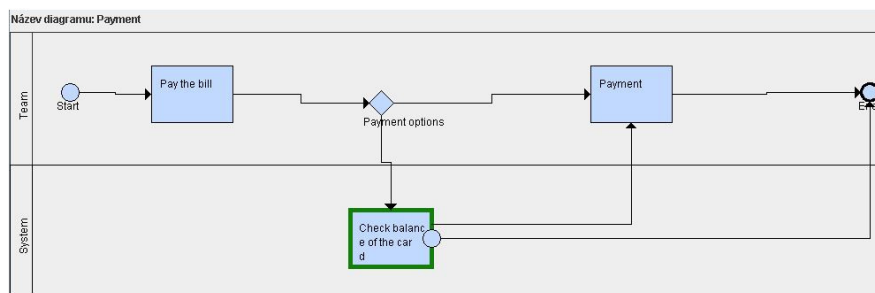 Název diagramu: Payment
Team
Start
Pay the bill
Payment options
Payment
System
Check balanc
e of the car
d